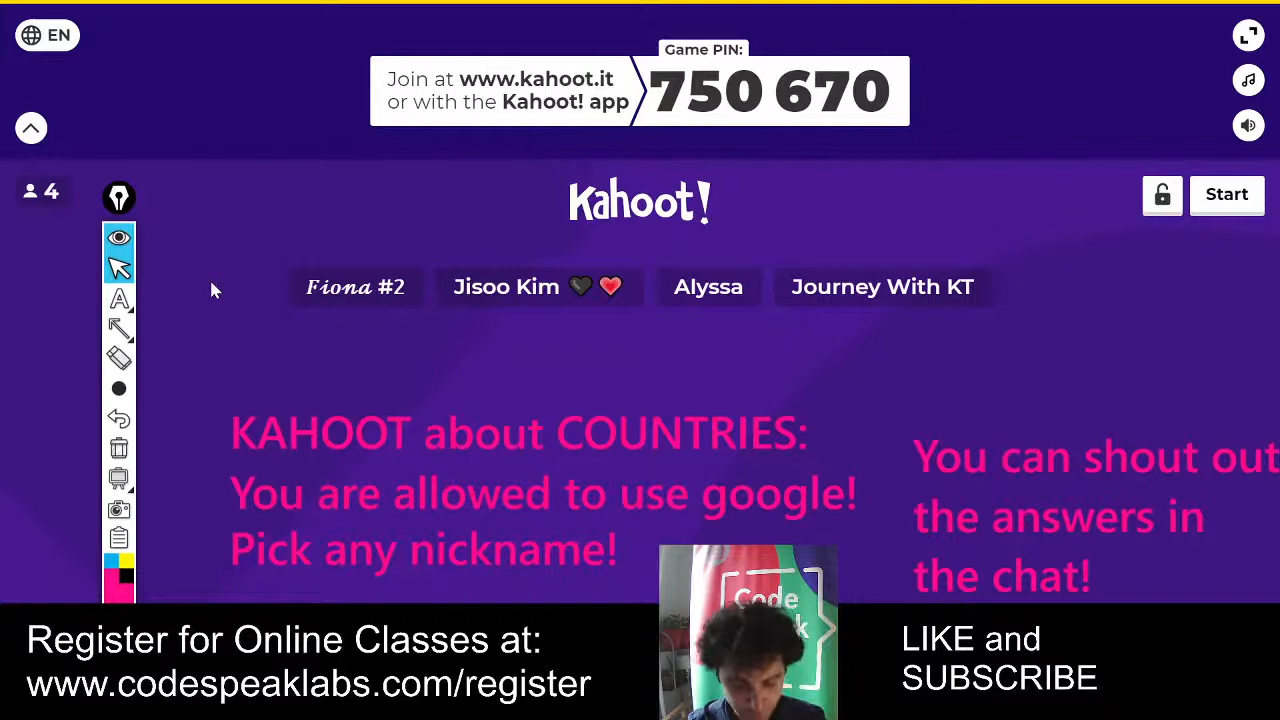 EN
Game PIN:
Join at www.kahoot.it
or with the Kahoot! app
750 670
4
Kahoot!
Start
𝐹𝑖𝑜𝑛𝑎 #2
Jisoo Kim 🖤❤️
Alyssa
Journey With KT
A
KAHOOT about COUNTRIES:
You are allowed to use google!
Pick any nickname!
You can shout out
the answers in
the chat!
Code
Register for Online Classes at:
www.codespeaklabs.com/register
LIKE and
SUBSCRIBE